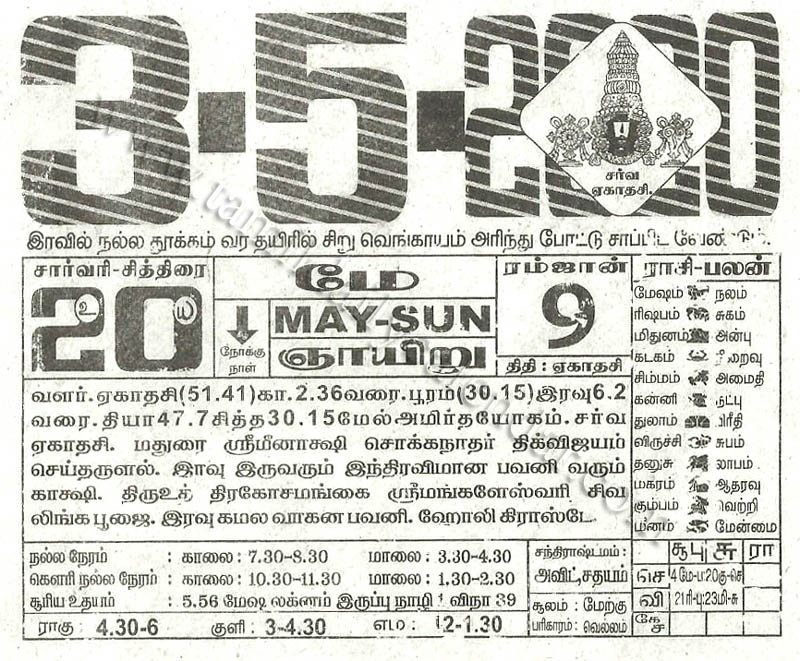 3-5-2020
சர்வ
ஏகாதசி.
இரவில் நல்ல தூக்கம் வர தயிரில் சிறு வெங்காயம் அரிந்து போட்டு சாப்பிட
சார்வரி-சித்திரை
20
நோக்கு
நாள்
மே
MAY-SUN
ஞாயிறு
ரம்ஜான்
9
திதி : ஏகாதசி
ராசி-பலன்
மேஷம் நலம்
ரிஷபம் சுகம்
மிதுனம் அன்பு
கடகம்
சிம்மம் அமைதி
கன்னி
துலாம்
விருச்சி சுபம்
தனுசு லாபம்
மகரம் ஆதரவு
கும்பம் வெற்றி
மீனம் மேன்மை
வளர்.ஏகாதசி(51.41)கா.2.36வரை.பூரம்(30.15)இரவு6.2
வரை.தியா47.7சித்த30.15மேல்அமிர்தயோகம்.சர்வ
ஏகாதசி. மதுரை ஸ்ரீமீனாக்ஷி சொக்கநாதர் திக்விஜயம்
செய்தருளல். இரவு இருவரும் இந்திரவிமான பவனி வரும்
காக்ஷி. திருஉத் திரகோசமங்கை ஸ்ரீமங்களேஸ்வரி சிவ
லிங்க பூஜை. இரவு கமல வாகன பவனி. ஹோலி கிராஸ்டே.
நல்ல நேரம் : காலை: 7.30-8.30 மாலை : 3.30-4.30
கௌரி நல்ல நேரம் : காலை: 10.30-11.30 மாலை : 1.30-2.30
சூரிய உதயம் : 5.56 மேஷ லக்னம் இருப்பு நாழி 1 விநா 39
ராகு 4.30-6 குளி 3-4.30 எம 12-1.30
சந்திராஷ்டமம் :
அவிட்,சதயம்
சூலம் : மேற்கு
பரிகாரம் : வெல்லம்
சூபு சு ரா
செ 4 மே-ப:20கு-செ
வி 21ரி-பு:23மி-சு
கே